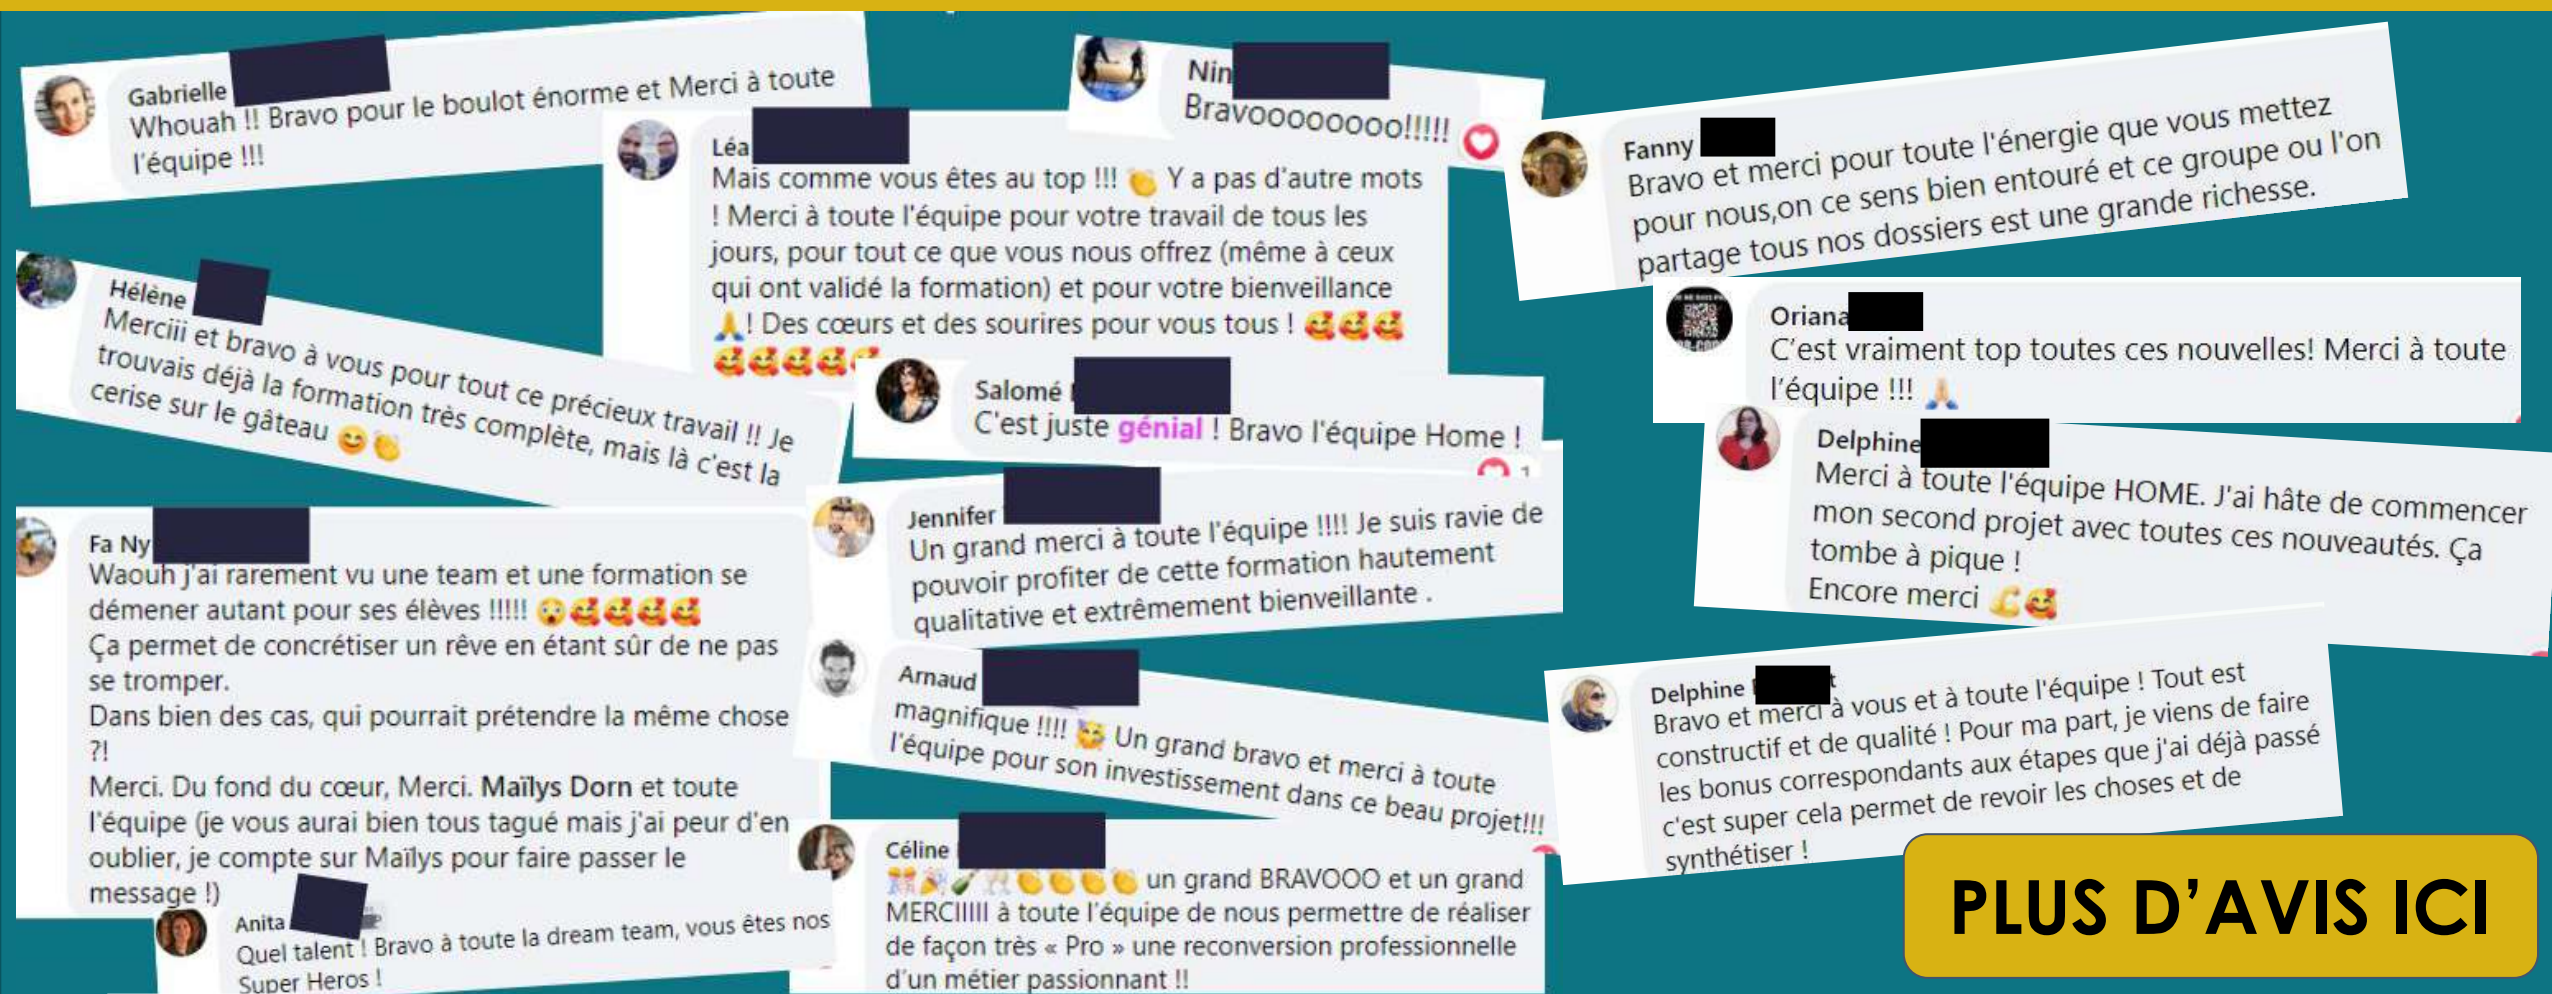 Gabrielle
Whouah !! Bravo pour le boulot énorme et Merci à toute
l'équipe !!!
Nin
Bravooooooooo!!!!!
Léa
Mais comme vous êtes au top !!! 👏 Y a pas d'autre mots
! Merci à toute l'équipe pour votre travail de tous les
jours, pour tout ce que vous nous offrez (même à ceux
qui ont validé la formation) et pour votre bienveillance
🙏! Des cœurs et des sourires pour vous tous ! 🥰🥰🥰
🥰🥰🥰🥰🥰
Fanny
Bravo et merci pour toute l'énergie que vous mettez
pour nous,on ce sens bien entouré et ce groupe ou l'on
partage tous nos dossiers est une grande richesse.
Hélène
Merciii et bravo à vous pour tout ce précieux travail !! Je
trouvais déjà la formation très complète, mais là c'est la
cerise sur le gâteau 😊👏
Salomé
C'est juste génial ! Bravo l'équipe Home !
1
Oriana
C'est vraiment top toutes ces nouvelles! Merci à toute
l'équipe !!! 🙏
Delphine
Merci à toute l'équipe HOME. J'ai hâte de commencer
mon second projet avec toutes ces nouveautés. Ça
tombe à pique !
Encore merci 💪🥰
Jennifer
Un grand merci à toute l'équipe !!!! Je suis ravie de
pouvoir profiter de cette formation hautement
qualitative et extrêmement bienveillante .
Fa Ny
Waouh j'ai rarement vu une team et une formation se
démener autant pour ses élèves !!!!! 😲🥰🥰🥰🥰
Ça permet de concrétiser un rêve en étant sûr de ne pas
se tromper.
Dans bien des cas, qui pourrait prétendre la même chose
?!
Merci. Du fond du cœur, Merci. Maïlys Dorn et toute
l'équipe (je vous aurai bien tous tagué mais j'ai peur d'en
oublier, je compte sur Maïlys pour faire passer le
message !)
Arnaud
magnifique !!!! 🥳 Un grand bravo et merci à toute
l'équipe pour son investissement dans ce beau projet!!!
Delphine
Bravo et merci à vous et à toute l'équipe ! Tout est
constructif et de qualité ! Pour ma part, je viens de faire
les bonus correspondants aux étapes que j'ai déjà passé
c'est super cela permet de revoir les choses et de
synthétiser !
Céline
🎊🎉🍾🥂👏👏👏👏 un grand BRAVOOO et un grand
MERCIIIII à toute l'équipe de nous permettre de réaliser
de façon très « Pro » une reconversion professionnelle
d'un métier passionnant !!
Anita
Quel talent ! Bravo à toute la dream team, vous êtes nos
Super Heros !
PLUS D'AVIS ICI